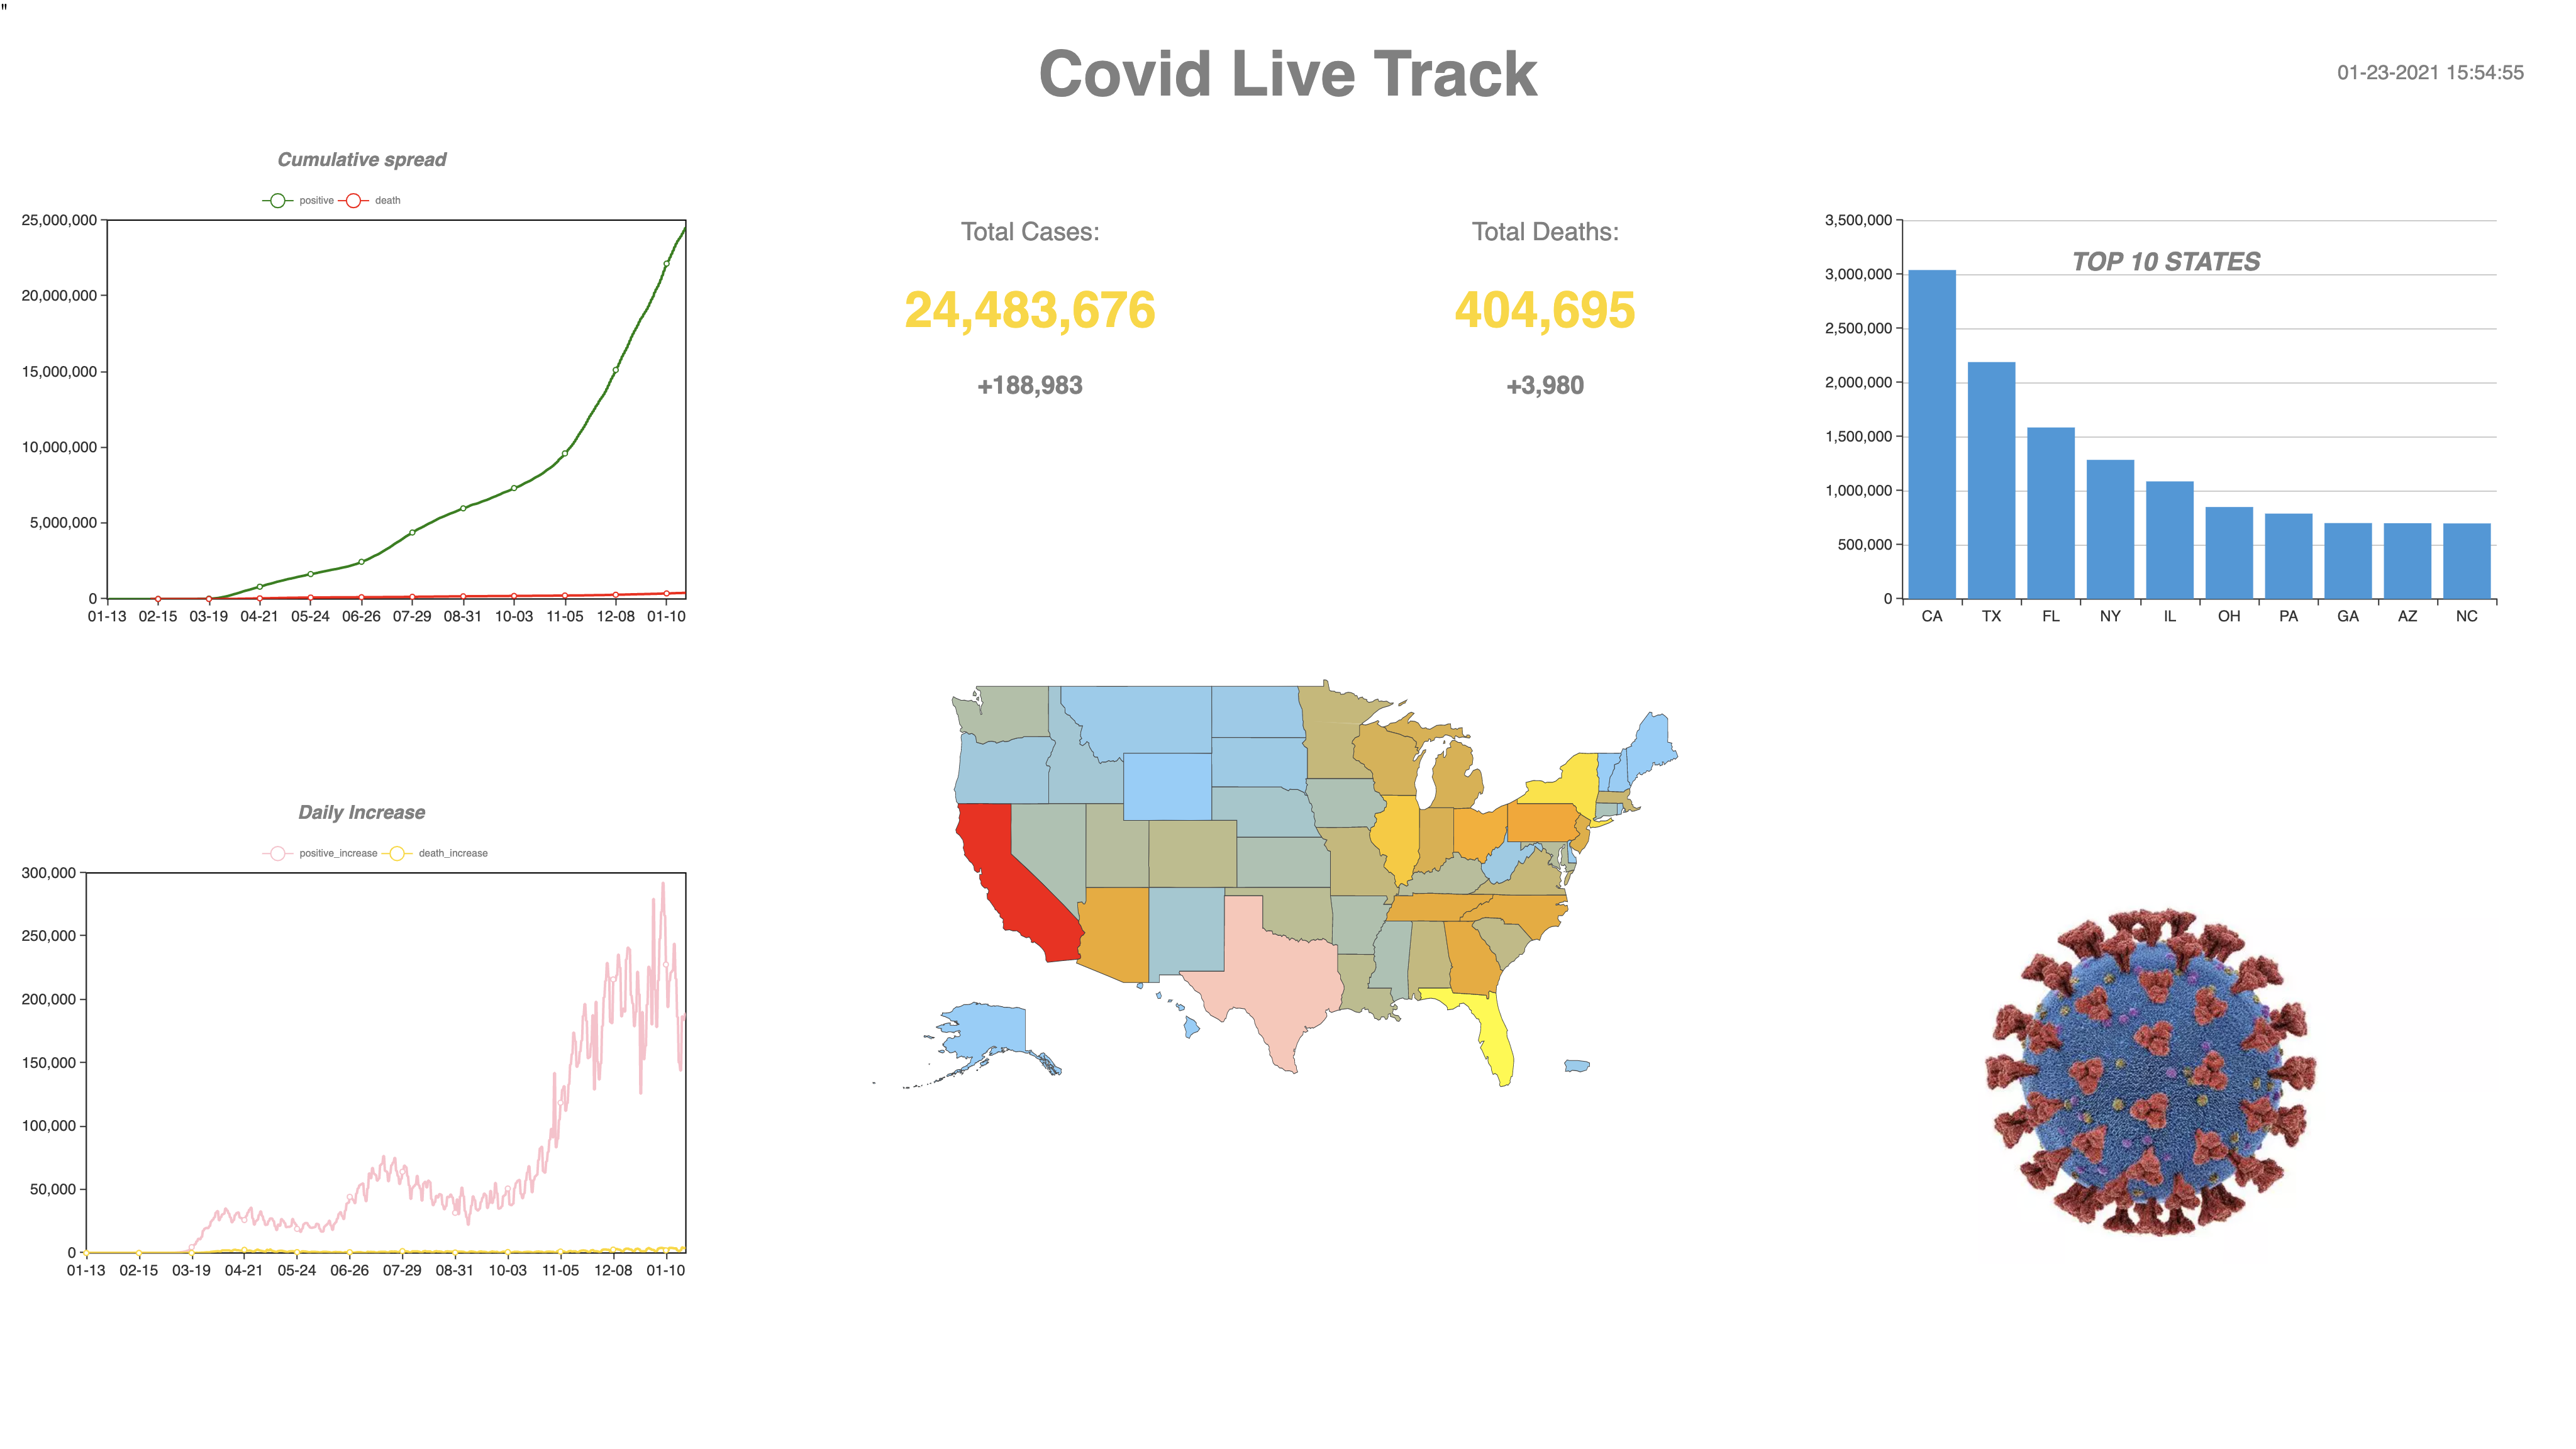 "
Covid Live Track
01-23-2021 15:54:55
Cumulative spread
positive death
25,000,000
20,000,000
15,000,000
10,000,000
5,000,000
0
01-13 02-15 03-19 04-21 05-24 06-26 07-29 08-31 10-03 11-05 12-08 01-10
Total Cases:
24,483,676
+188,983
Total Deaths:
404,695
+3,980
TOP 10 STATES
3,500,000
3,000,000
2,500,000
2,000,000
1,500,000
1,000,000
500,000
0
CA TX FL NY IL OH PA GA AZ NC
Daily Increase
positive_increase death_increase
300,000
250,000
200,000
150,000
100,000
50,000
0
01-13 02-15 03-19 04-21 05-24 06-26 07-29 08-31 10-03 11-05 12-08 01-10